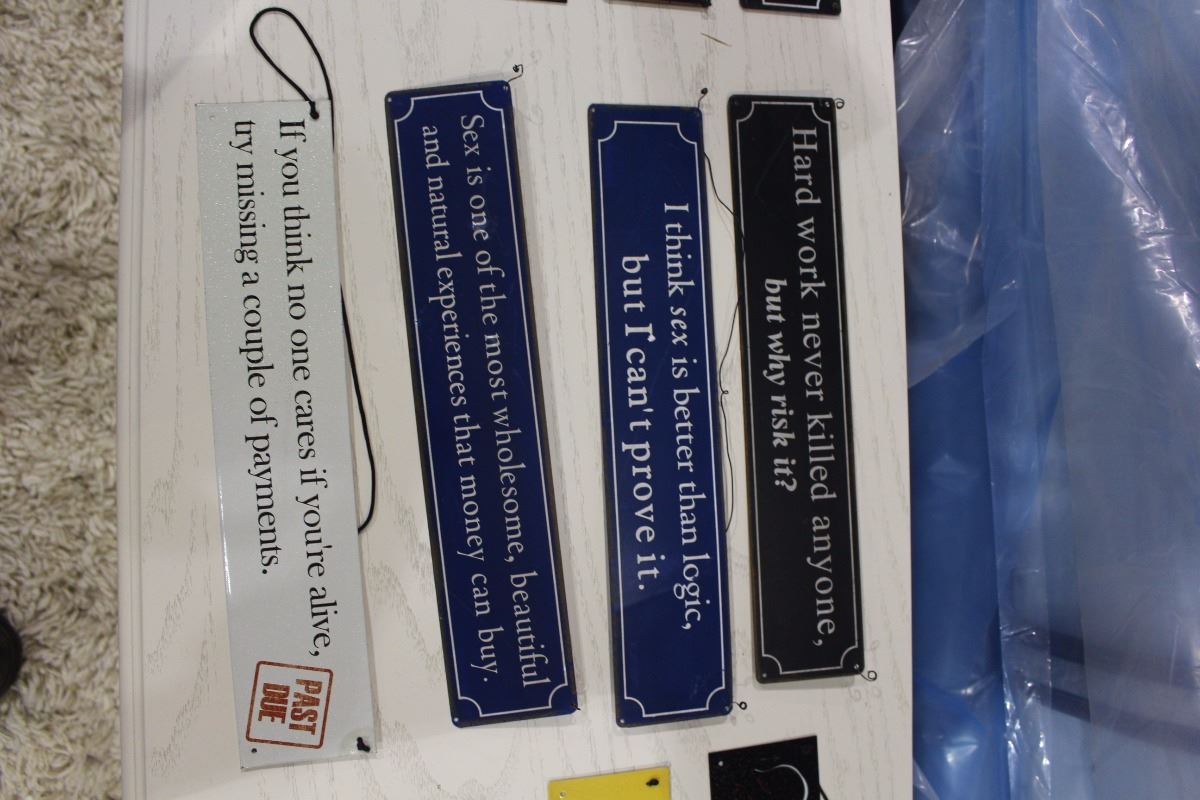 Hard work never killed anyone,
but why risk it?
I think sex is better than logic,
but I can't prove it.
Sex is one of the most wholesome, beautiful
and natural experiences that money can buy.
If you think no one cares if you're alive,
try missing a couple of payments.
PAST
DUE